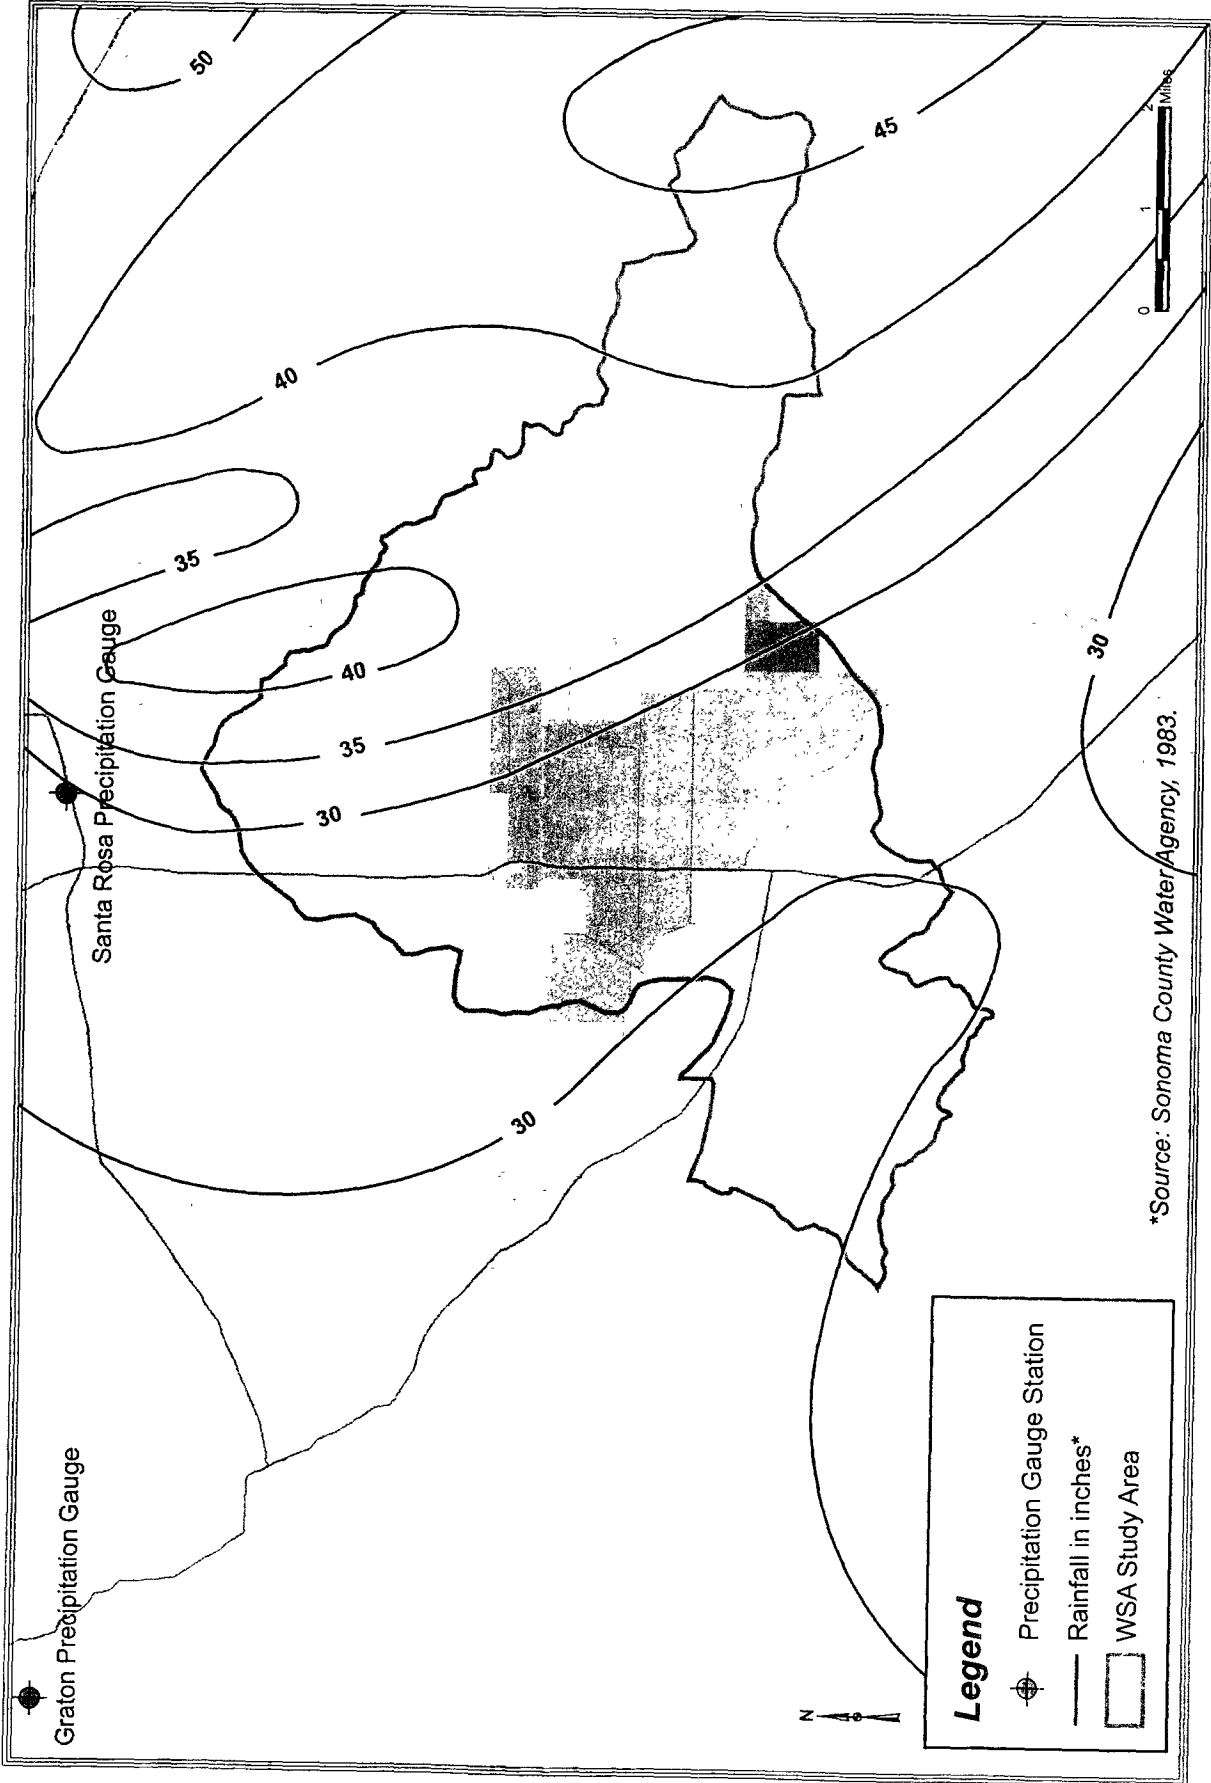 Graton Precipitation Gauge
Santa Rosa Precipitation Gauge
50
45
40
35
40
35
30
30
30
N
Legend
Precipitation Gauge Station
Rainfall in inches*
WSA Study Area
*Source: Sonoma County Water Agency, 1983.
0 1 2
Miles